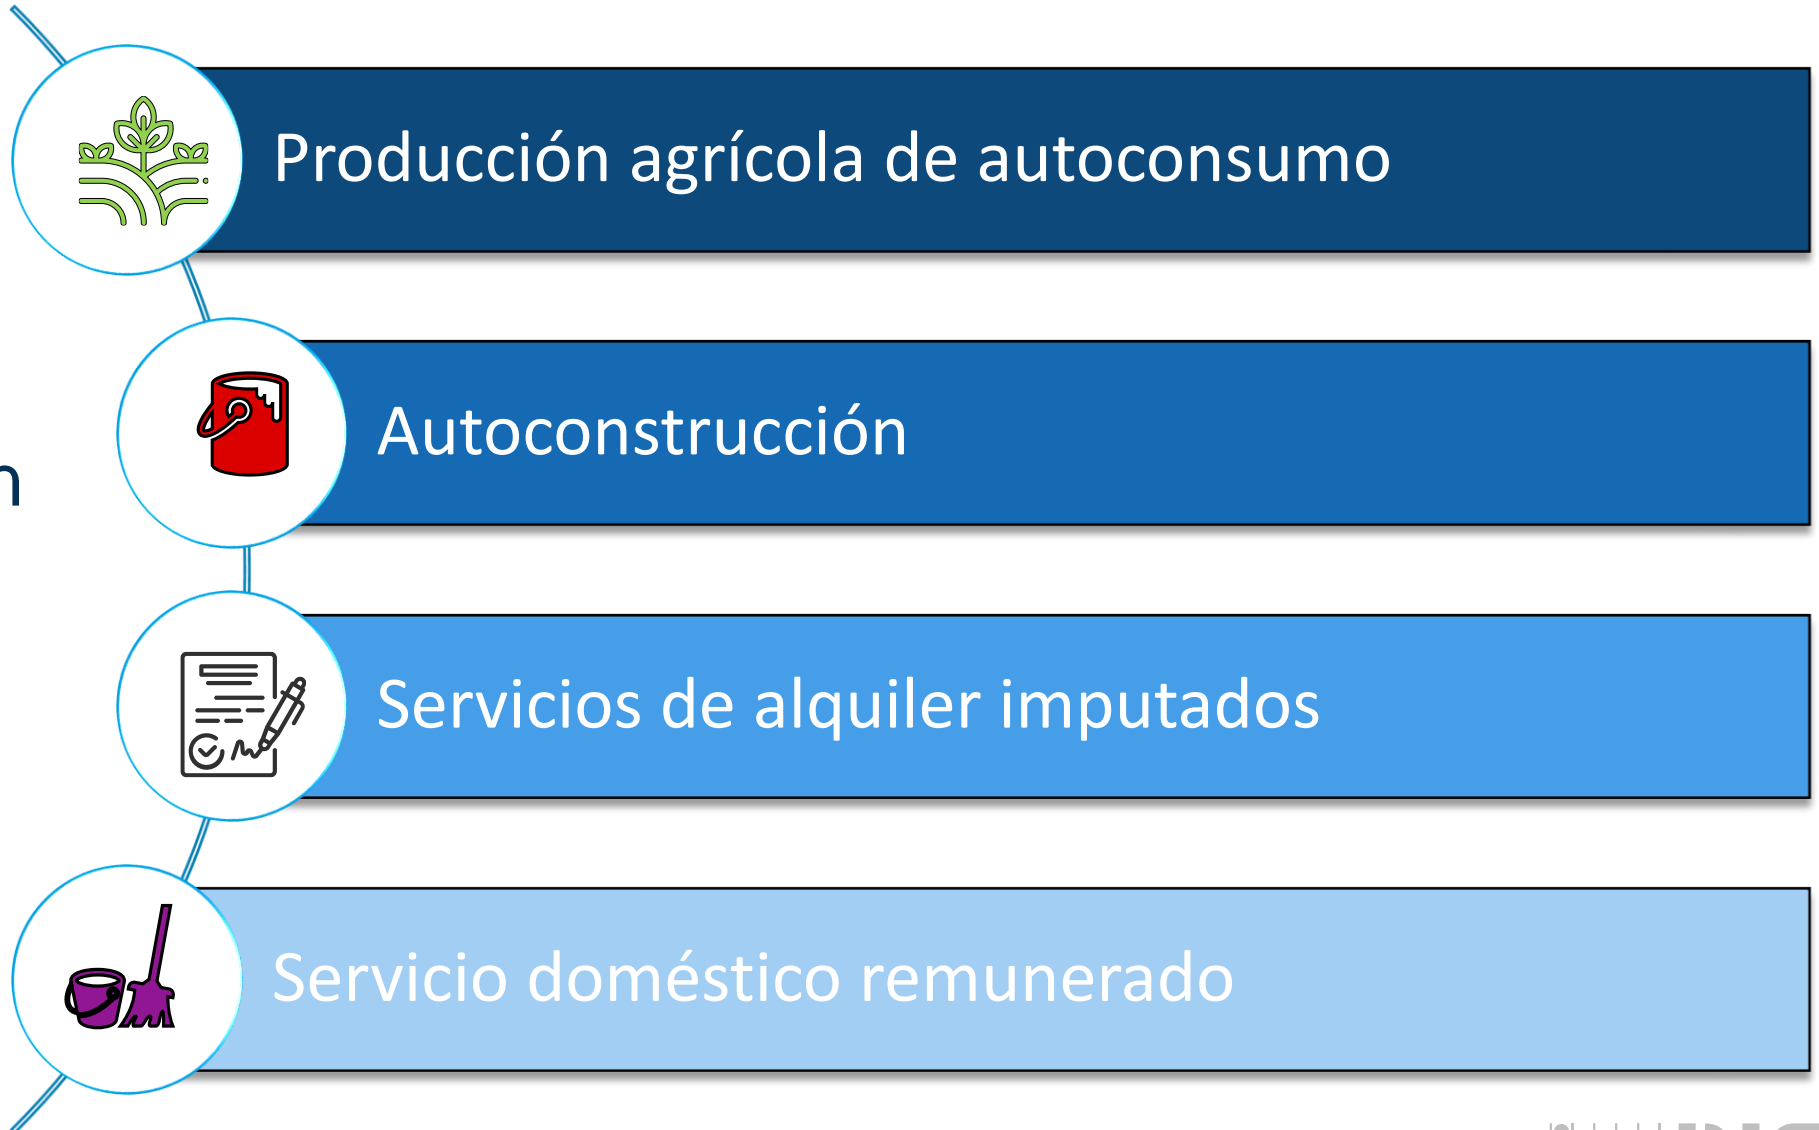 Producción agrícola de autoconsumo
Autoconstrucción
Servicios de alquiler imputados
Servicio doméstico remunerado